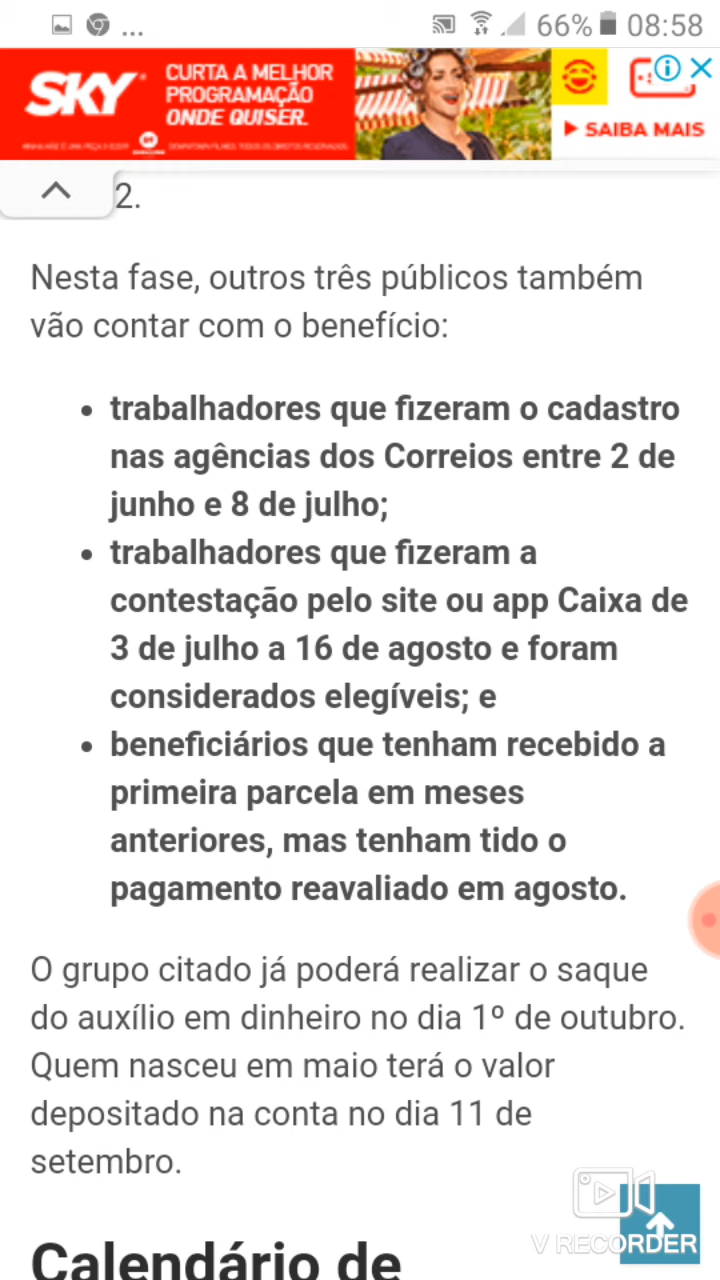 ... 66% 08:58
SKY CURTA A MELHOR
PROGRAMAÇÃO
ONDE QUISER.
SAIBA MAIS
2.
Nesta fase, outros três públicos também
vão contar com o benefício:
• trabalhadores que fizeram o cadastro
nas agências dos Correios entre 2 de
junho e 8 de julho;
• trabalhadores que fizeram a
contestação pelo site ou app Caixa de
3 de julho a 16 de agosto e foram
considerados elegíveis; e
• beneficiários que tenham recebido a
primeira parcela em meses
anteriores, mas tenham tido o
pagamento reavaliado em agosto.
O grupo citado já poderá realizar o saque
do auxílio em dinheiro no dia 1º de outubro.
Quem nasceu em maio terá o valor
depositado na conta no dia 11 de
setembro.
V RECORDER
Calendário de